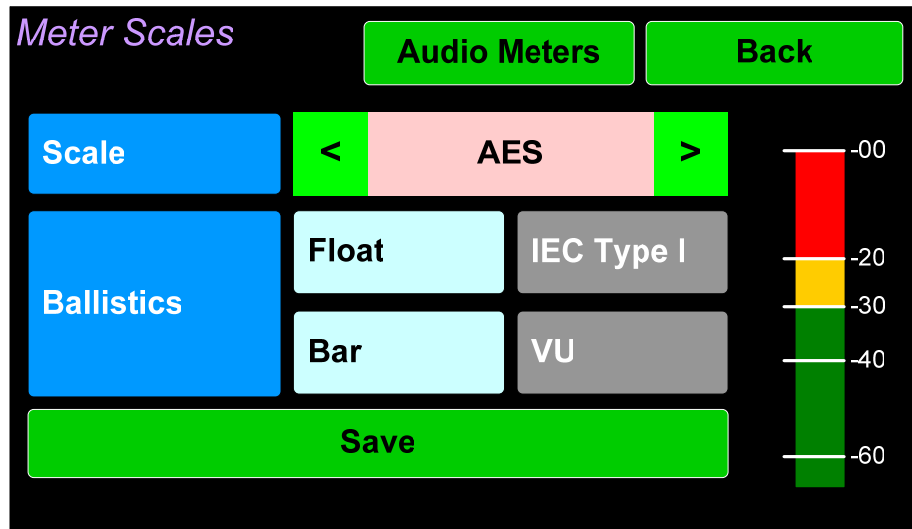 Meter Scales
Audio Meters
Back
Scale
<
AES
>
Ballistics
Float
IEC Type I
Bar
VU
Save
-00
-20
-30
-40
-60